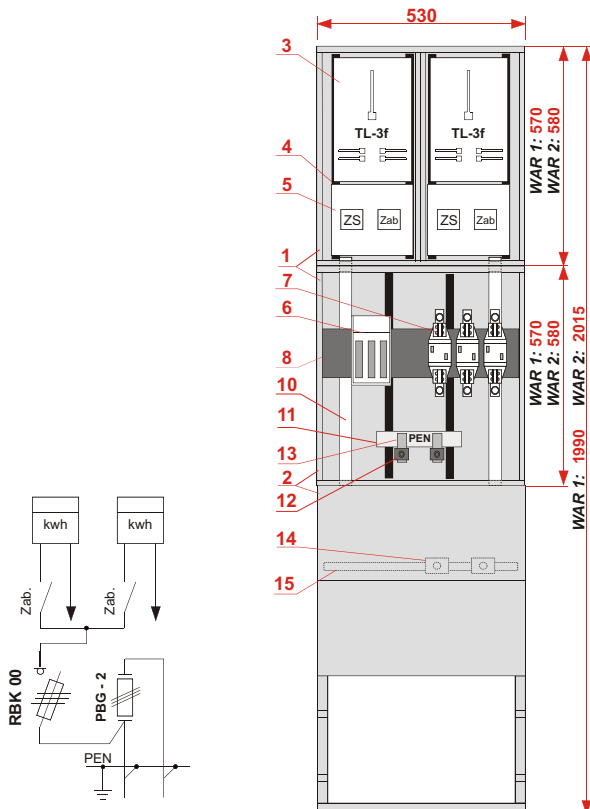 530
3
TL-3f
TL-3f
4
5
ZS
Zab
ZS
Zab
WAR 1: 570
WAR 2: 580
1
7
6
8
10
11
PEN
13
2
12
WAR 1: 570
WAR 2: 580
WAR 1: 1990
WAR 2: 2015
14
15
kwh
kwh
Zab.
Zab.
RBK 00
PBG - 2
PEN